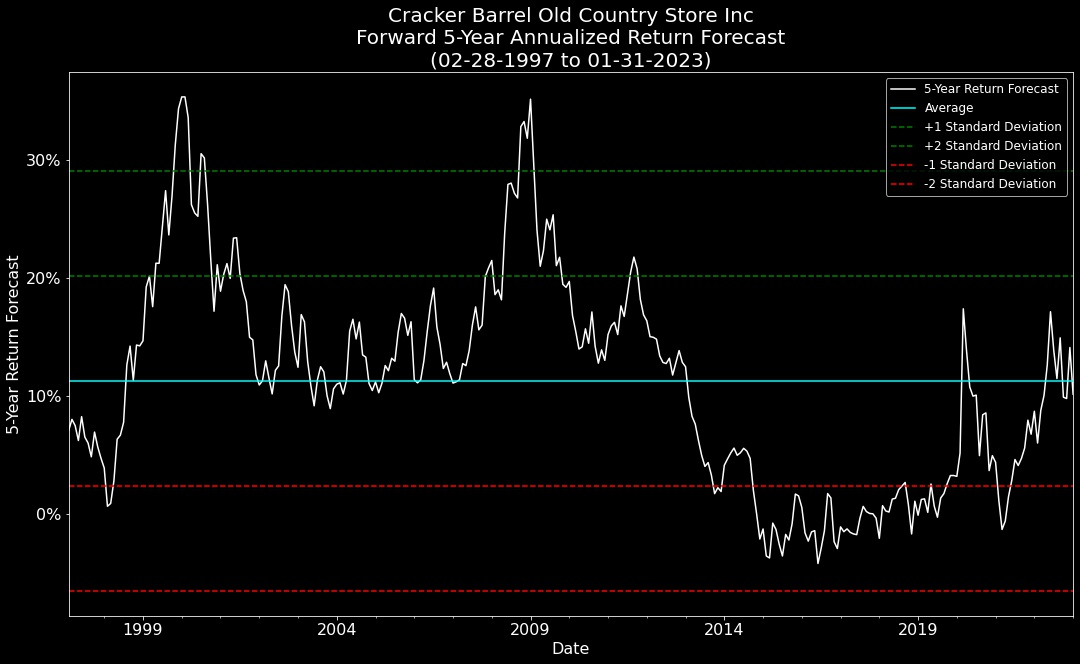 Cracker Barrel Old Country Store Inc
Forward 5-Year Annualized Return Forecast
(02-28-1997 to 01-31-2023)
5-Year Return Forecast
Average
+1 Standard Deviation
+2 Standard Deviation
-1 Standard Deviation
-2 Standard Deviation
5-Year Return Forecast
30%
20%
10%
0%
1999
2004
2009
2014
2019
Date